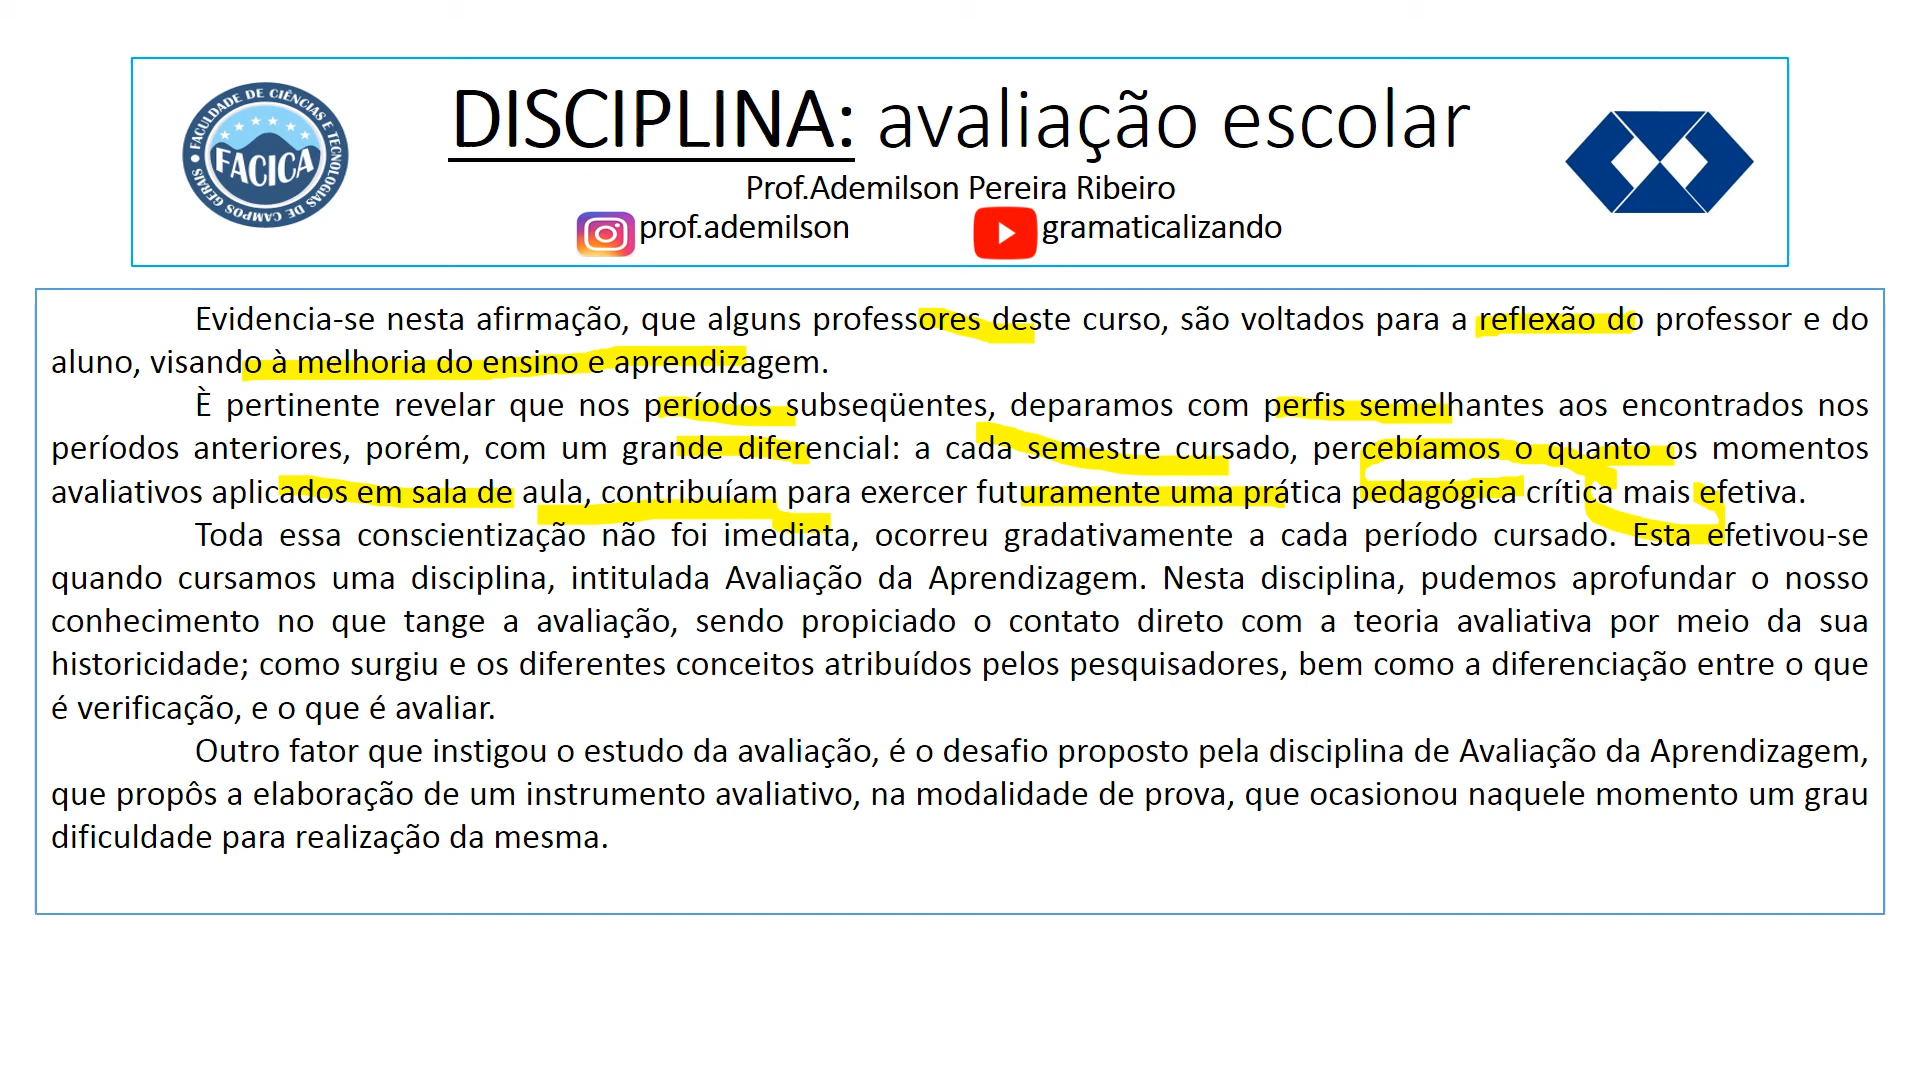 FACULDADE DE CIÊNCIAS E TECNOLOGIAS DE CAMPOS GERAIS
FACICA
DISCIPLINA: avaliação escolar
Prof.Ademilson Pereira Ribeiro
prof.ademilson gramaticalizando
Evidencia-se nesta afirmação, que alguns professores deste curso, são voltados para a reflexão do professor e do
aluno, visando à melhoria do ensino e aprendizagem.
È pertinente revelar que nos períodos subseqüentes, deparamos com perfis semelhantes aos encontrados nos
períodos anteriores, porém, com um grande diferencial: a cada semestre cursado, percebíamos o quanto os momentos
avaliativos aplicados em sala de aula, contribuíam para exercer futuramente uma prática pedagógica crítica mais efetiva.
Toda essa conscientização não foi imediata, ocorreu gradativamente a cada período cursado. Esta efetivou-se
quando cursamos uma disciplina, intitulada Avaliação da Aprendizagem. Nesta disciplina, pudemos aprofundar o nosso
conhecimento no que tange a avaliação, sendo propiciado o contato direto com a teoria avaliativa por meio da sua
historicidade; como surgiu e os diferentes conceitos atribuídos pelos pesquisadores, bem como a diferenciação entre o que
é verificação, e o que é avaliar.
Outro fator que instigou o estudo da avaliação, é o desafio proposto pela disciplina de Avaliação da Aprendizagem,
que propôs a elaboração de um instrumento avaliativo, na modalidade de prova, que ocasionou naquele momento um grau
dificuldade para realização da mesma.